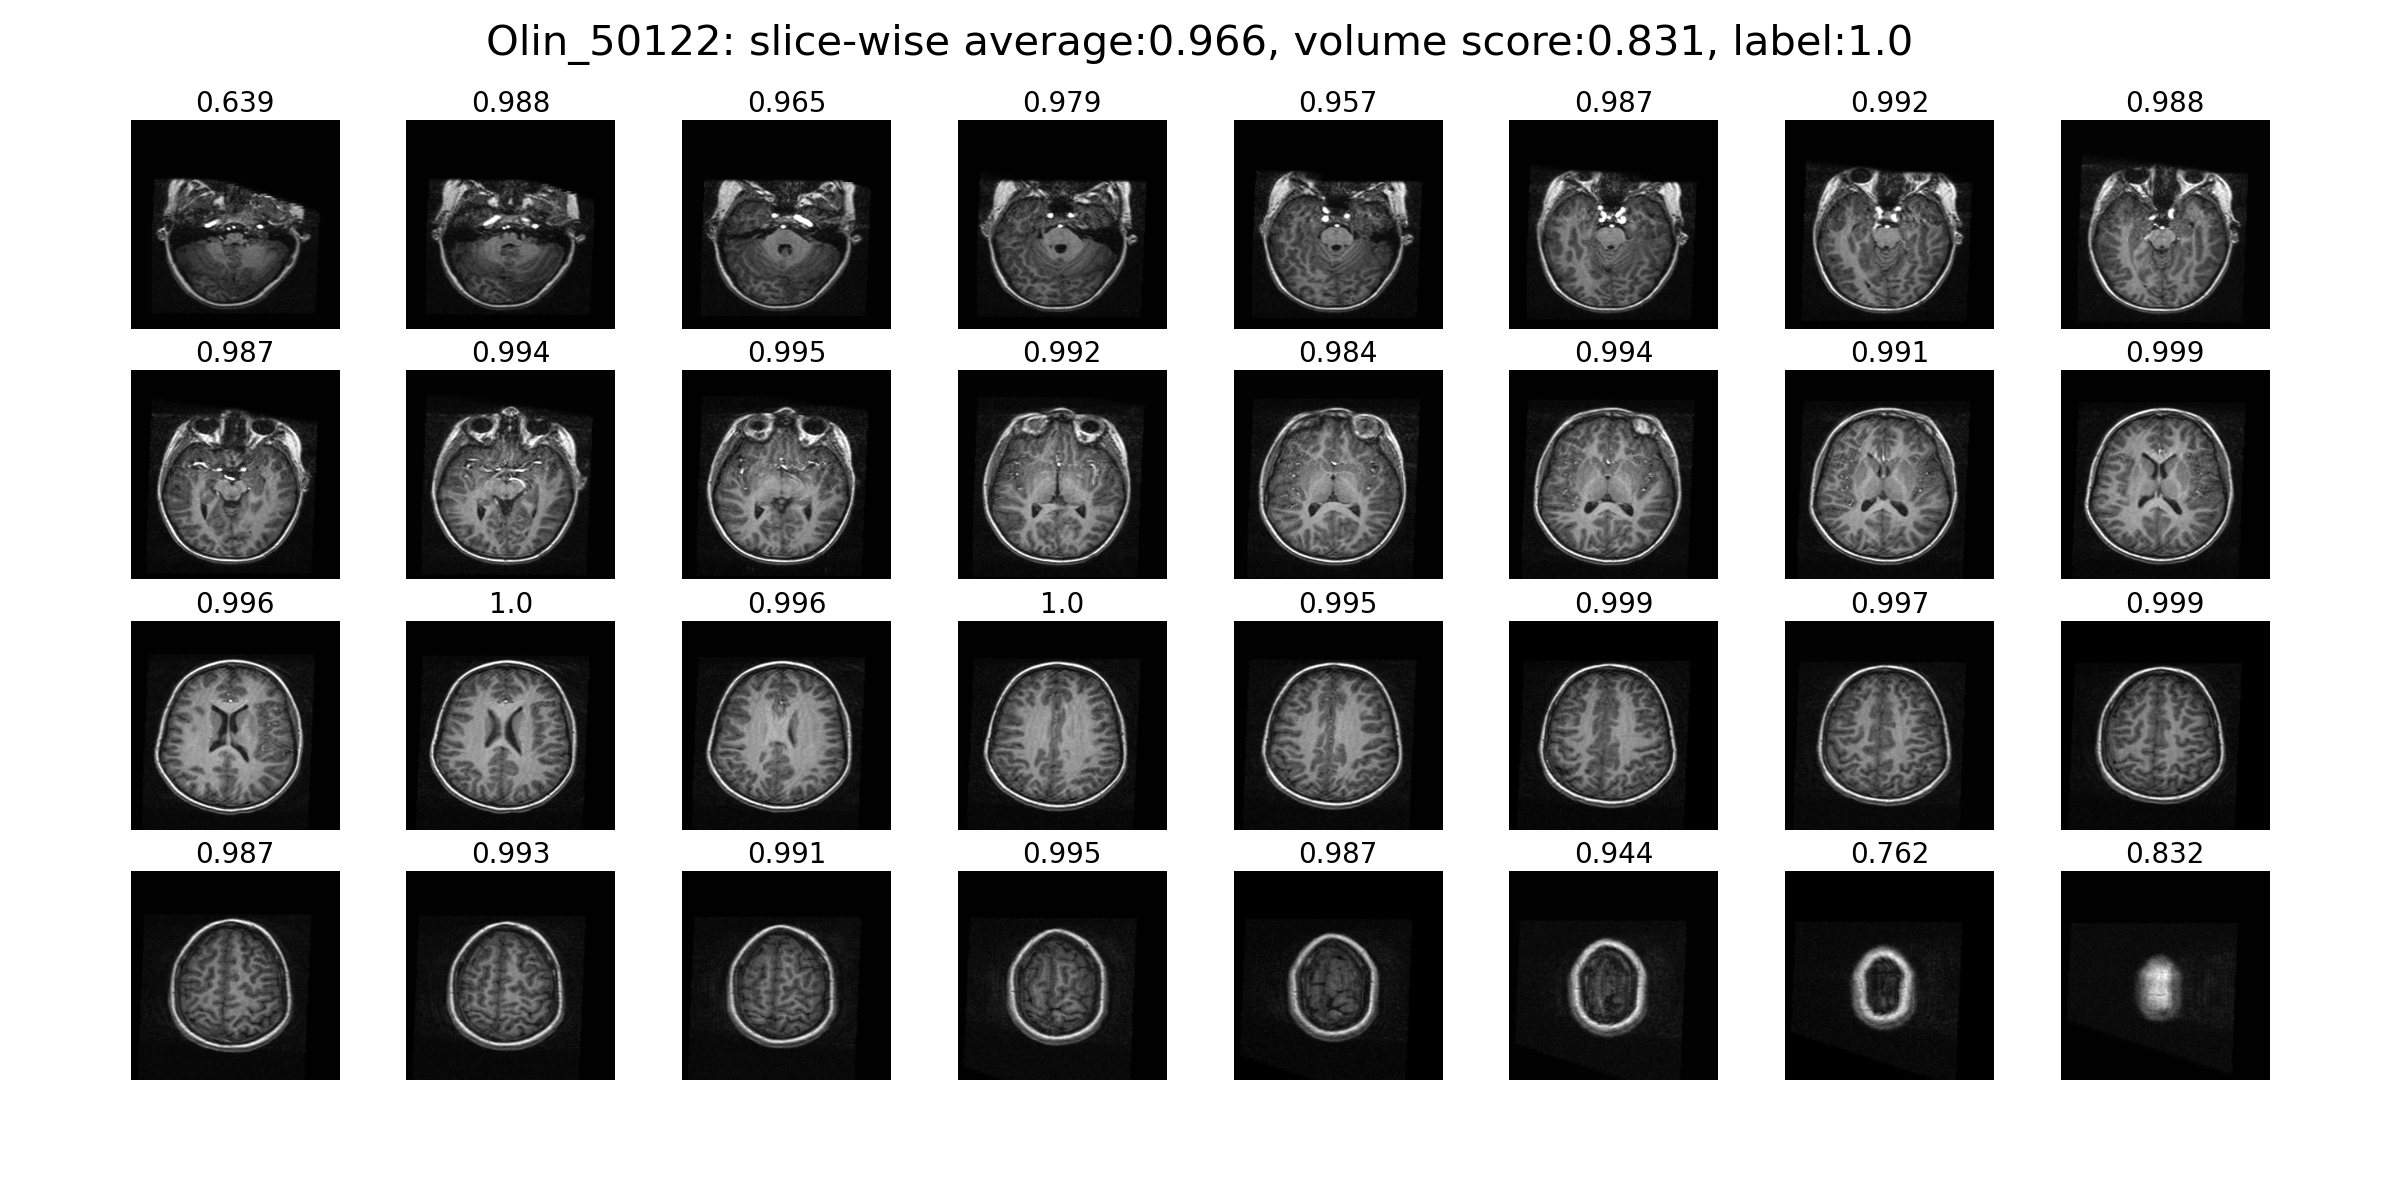 Olin_50122: slice-wise average:0.966, volume score:0.831, label:1.0
0.639 0.988 0.965 0.979 0.957 0.987 0.992 0.988
0.987 0.994 0.995 0.992 0.984 0.994 0.991 0.999
0.996 1.0 0.996 1.0 0.995 0.999 0.997 0.999
0.987 0.993 0.991 0.995 0.987 0.944 0.762 0.832